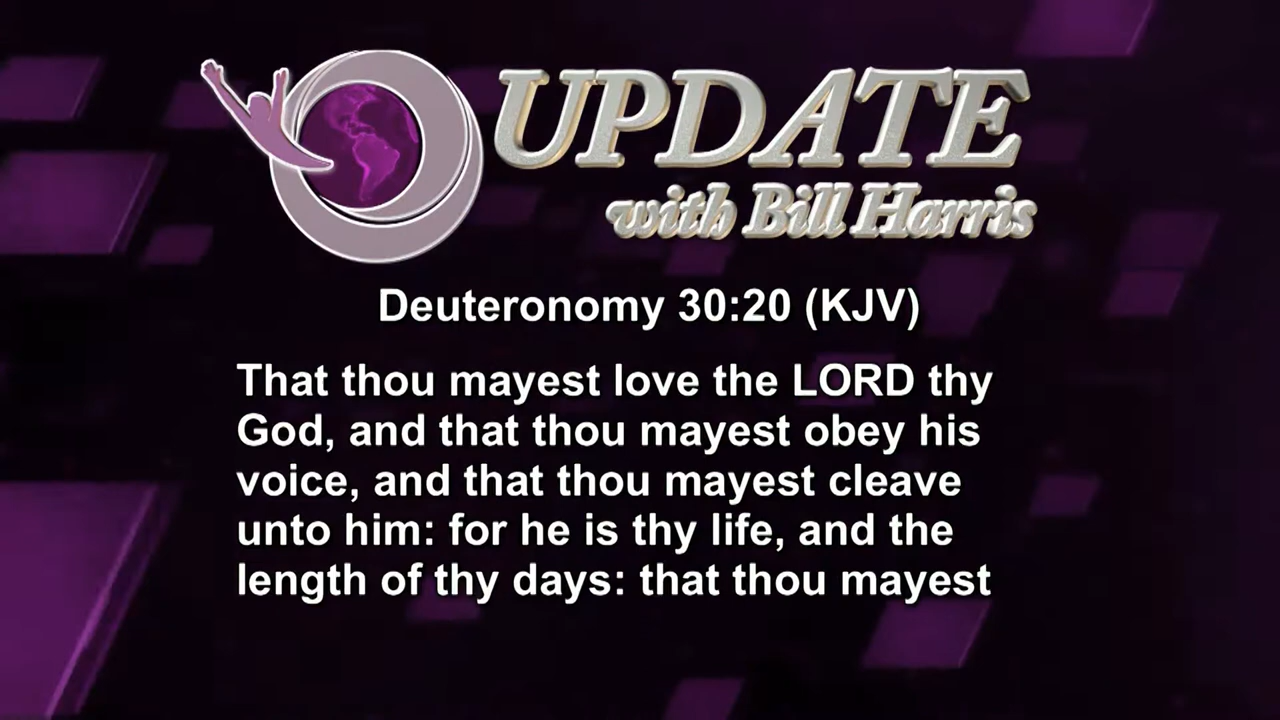 UPDATE
with Bill Harris
Deuteronomy 30:20 (KJV)
That thou mayest love the LORD thy
God, and that thou mayest obey his
voice, and that thou mayest cleave
unto him: for he is thy life, and the
length of thy days: that thou mayest